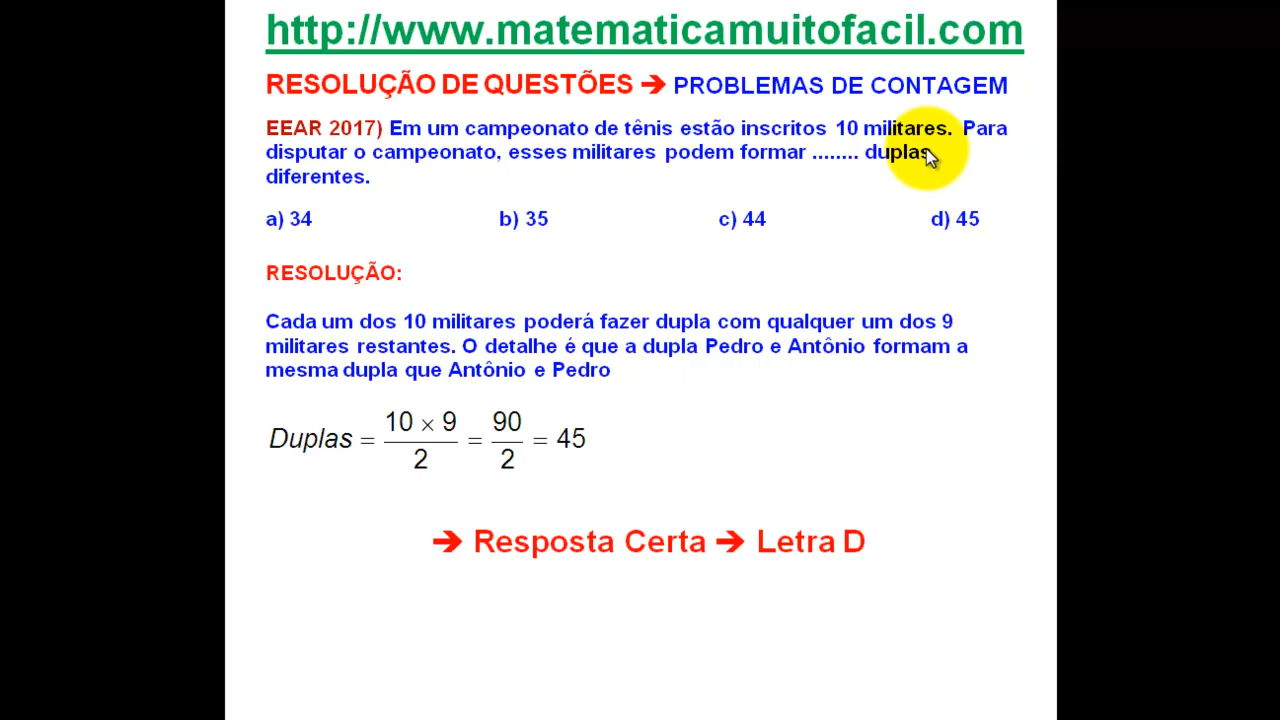 http://www.matematicamuitofacil.com
RESOLUÇÃO DE QUESTÕES ➔ PROBLEMAS DE CONTAGEM
EEAR 2017) Em um campeonato de tênis estão inscritos 10 militares. Para
disputar o campeonato, esses militares podem formar ........ duplas
diferentes.
a) 34 b) 35 c) 44 d) 45
RESOLUÇÃO:
Cada um dos 10 militares poderá fazer dupla com qualquer um dos 9
militares restantes. O detalhe é que a dupla Pedro e Antônio formam a
mesma dupla que Antônio e Pedro
Duplas = 10 × 9 / 2 = 90 / 2 = 45
➔ Resposta Certa ➔ Letra D